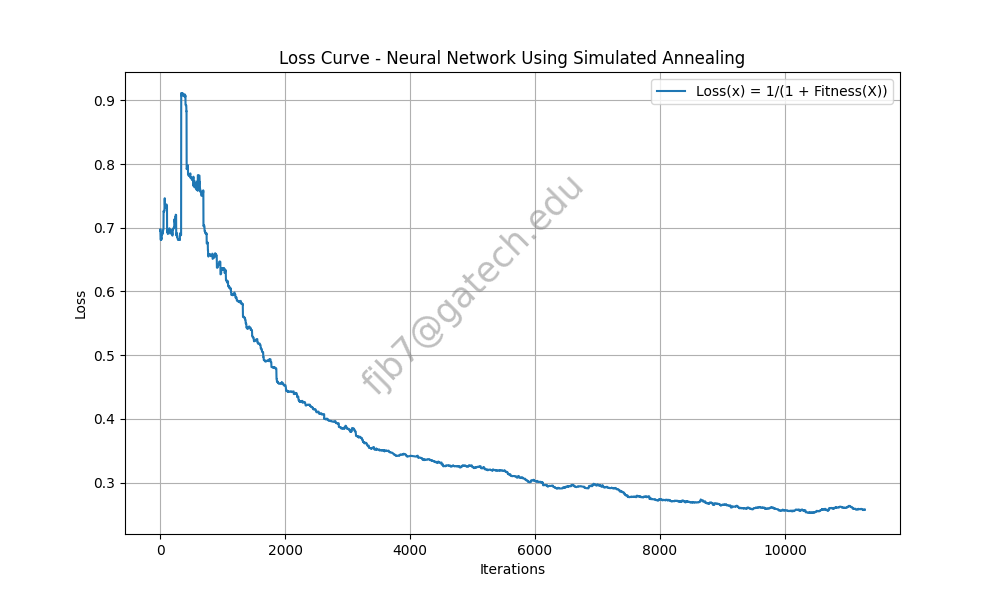 Loss Curve - Neural Network Using Simulated Annealing
Loss(x) = 1/(1 + Fitness(X))
0.9
0.8
0.7
0.6
0.5
0.4
0.3
Loss
fjb7@gatech.edu
0 2000 4000 6000 8000 10000
Iterations